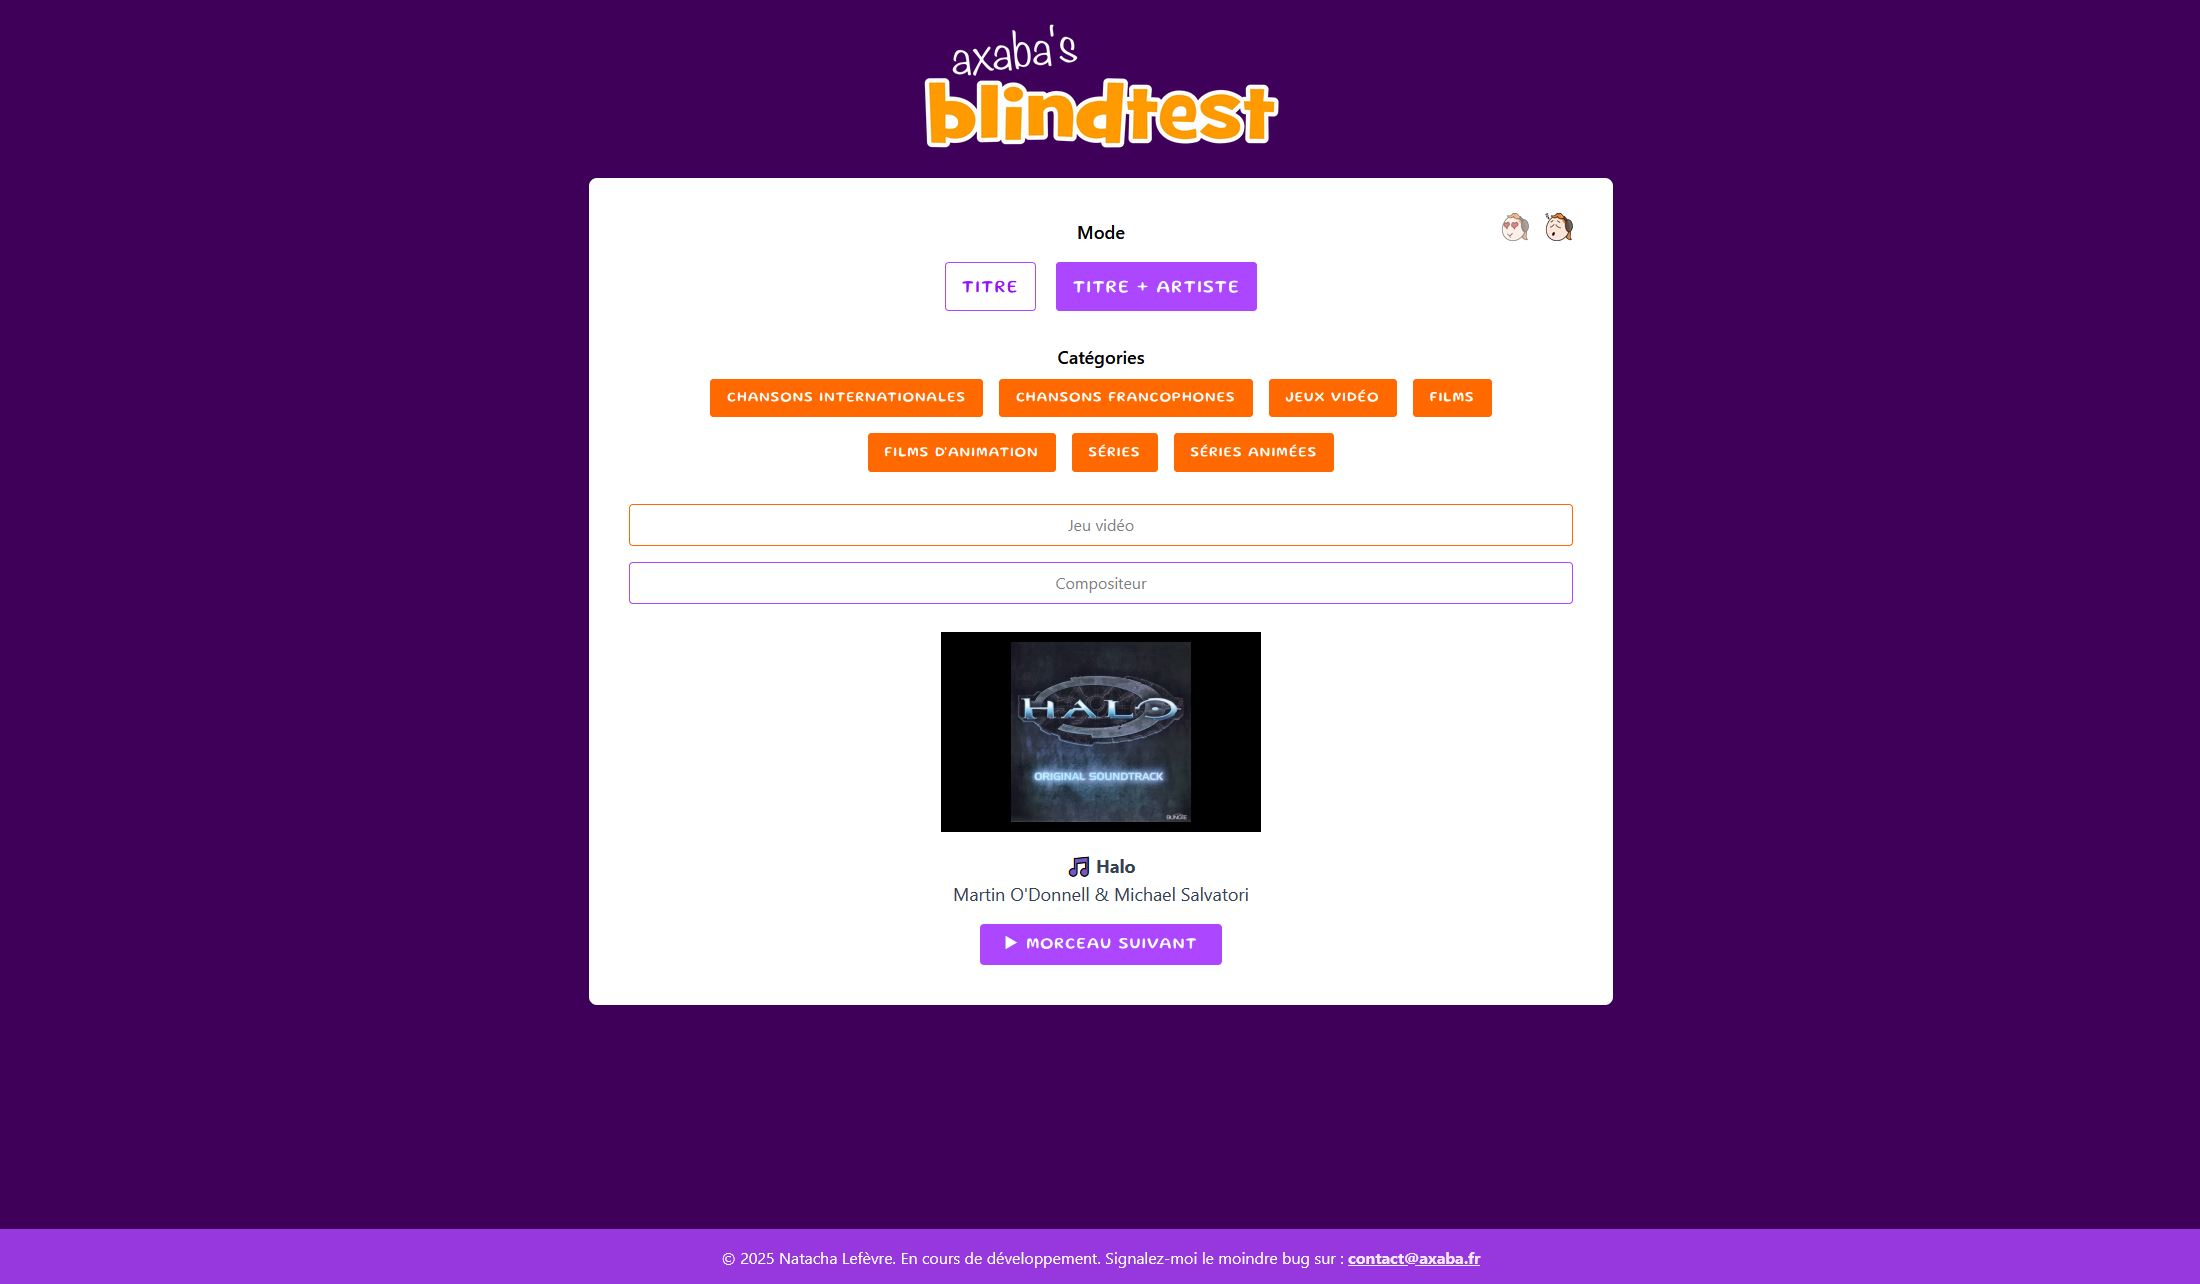 axaba's
blindtest
Mode
TITRE
TITRE + ARTISTE
Catégories
CHANSONS INTERNATIONALES
CHANSONS FRANCOPHONES
JEUX VIDÉO
FILMS
FILMS D'ANIMATION
SÉRIES
SÉRIES ANIMÉES
Jeu vidéo
Compositeur
HALO
ORIGINAL SOUNDTRACK
BUNGIE
🎵 Halo
Martin O'Donnell & Michael Salvatori
▶ MORCEAU SUIVANT
© 2025 Natacha Lefèvre. En cours de développement. Signalez-moi le moindre bug sur : contact@axaba.fr